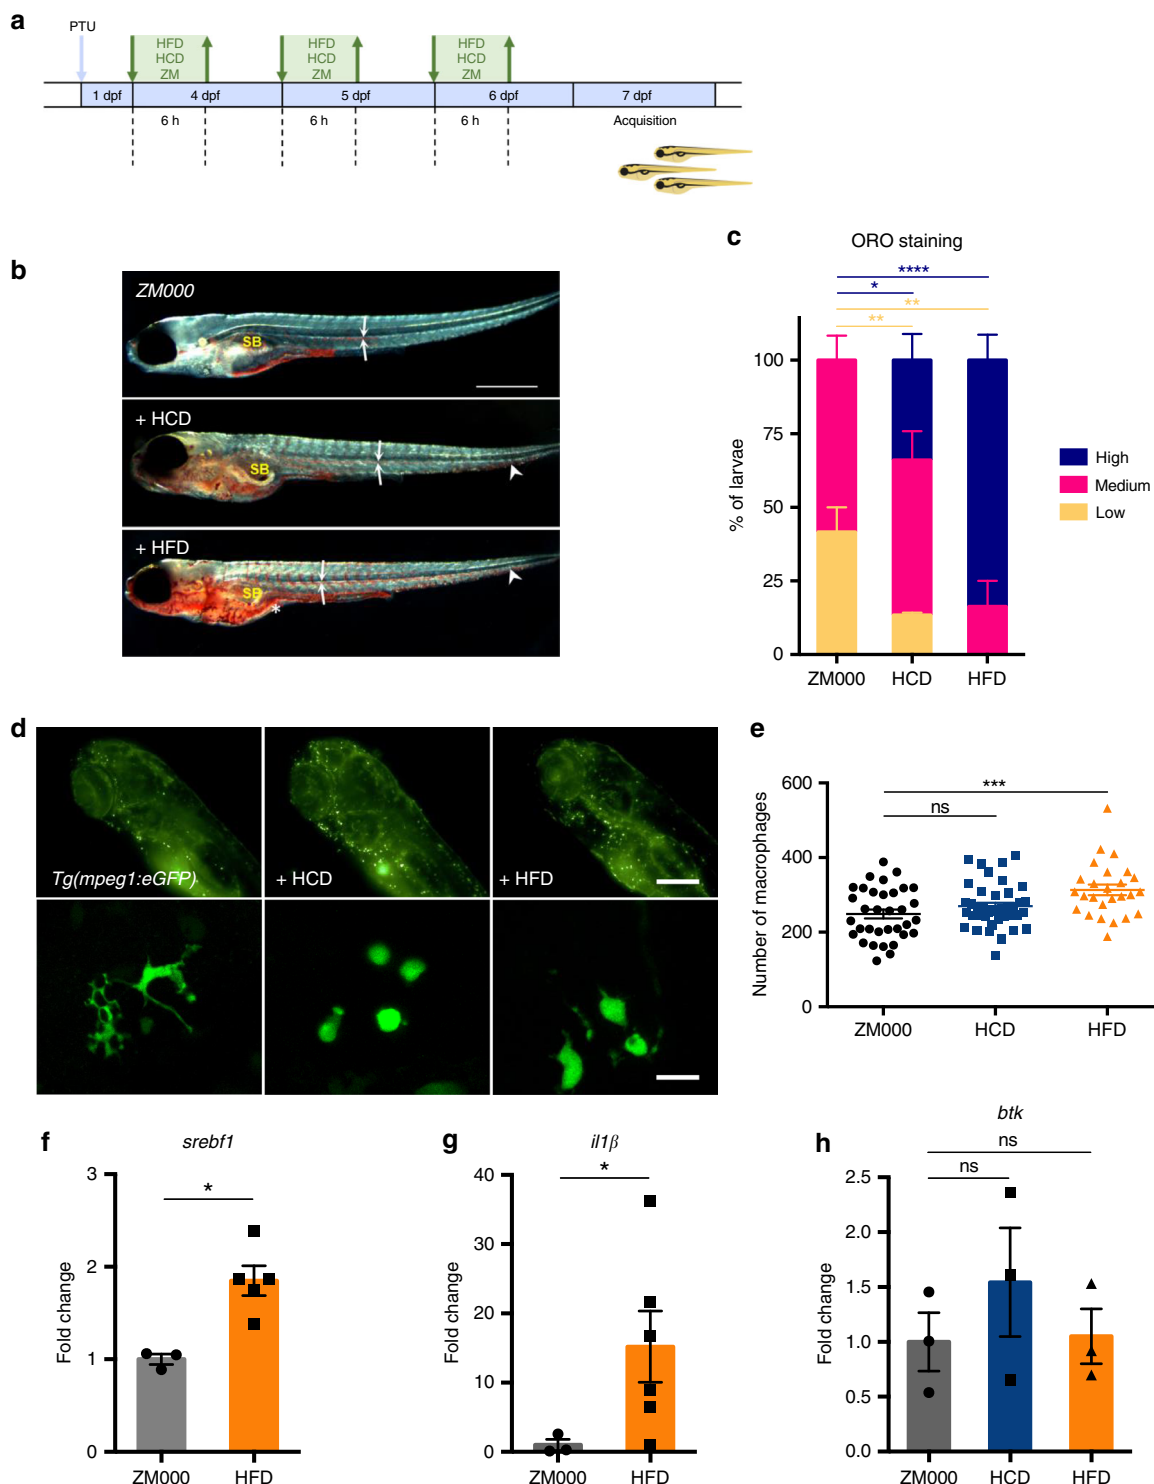 a
PTU
HFD HFD HFD
HCD HCD HCD
ZM ZM ZM
1 dpf 4 dpf 5 dpf 6 dpf 7 dpf
6 h 6 h 6 h Acquisition
b
ZM000
SB
+ HCD
SB
+ HFD
SB
*
c
ORO staining
****
*
**
**
% of larvae
100
75
50
25
0
ZM000 HCD HFD
High
Medium
Low
d
Tg(mpeg1:eGFP) + HCD + HFD
e
Number of macrophages
600
400
200
0
***
ns
ZM000 HCD HFD
f
srebf1
*
Fold change
3
2
1
0
ZM000 HFD
g
il1β
*
Fold change
40
30
20
10
0
ZM000 HFD
h
btk
ns
ns
Fold change
2.5
2.0
1.5
1.0
0.5
0.0
ZM000 HCD HFD